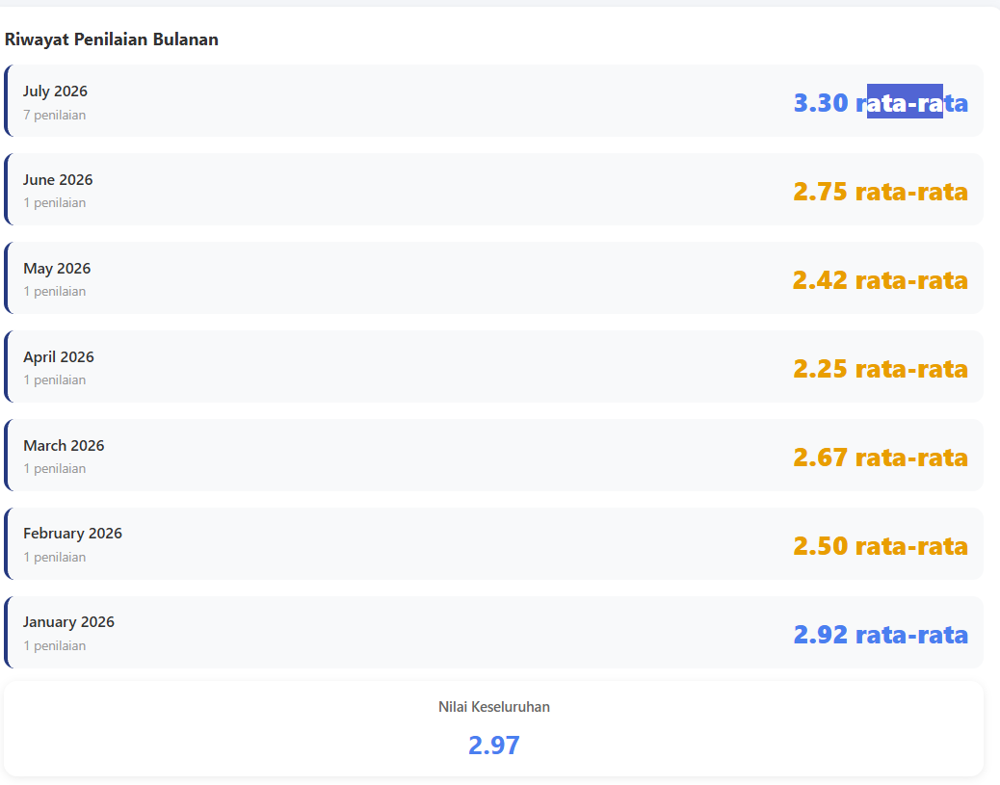 Riwayat Penilaian Bulanan
July 2026
7 penilaian
3.30 rata-rata
June 2026
1 penilaian
2.75 rata-rata
May 2026
1 penilaian
2.42 rata-rata
April 2026
1 penilaian
2.25 rata-rata
March 2026
1 penilaian
2.67 rata-rata
February 2026
1 penilaian
2.50 rata-rata
January 2026
1 penilaian
2.92 rata-rata
Nilai Keseluruhan
2.97